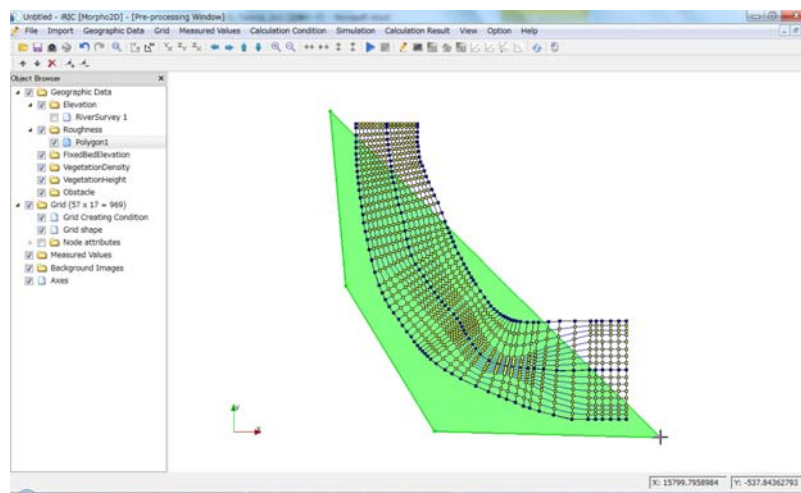 Untitled - iRIC [Morpho2D] - [Pre-processing Window]
File Import Geographic Data Grid Measured Values Calculation Condition Simulation Calculation Result View Option Help
Object Browser
Geographic Data
Elevation
RiverSurvey 1
Roughness
Polygon1
FixedBedElevation
VegetationDensity
VegetationHeight
Obstacle
Grid (57 x 17 = 969)
Grid Creating Condition
Grid shape
Node attributes
Measured Values
Background Images
Axes
Y
X
X: 15799.7958984 Y: -537.84362793